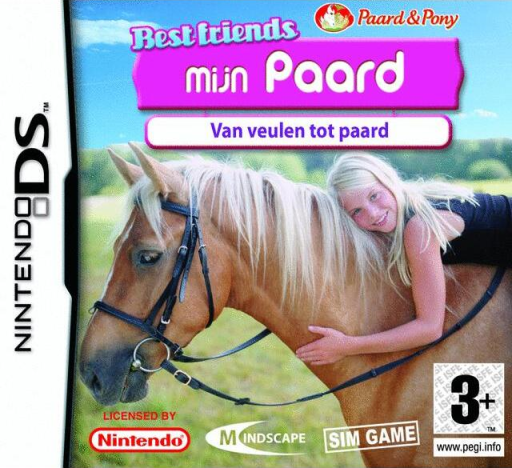 Best friends
Paard & Pony
mijn Paard
Van veulen tot paard
NINTENDO DS™
LICENSED BY
Nintendo®
MINDSCAPE
SIM GAME
3+
www.pegi.info